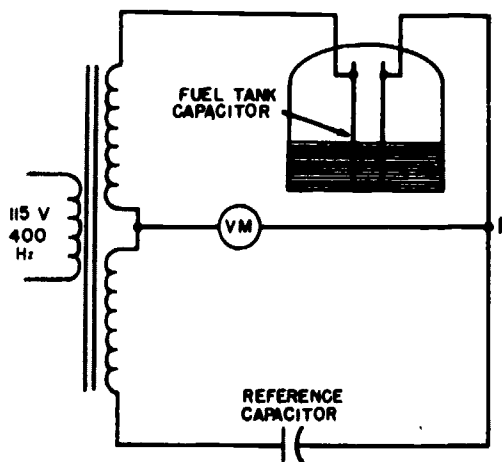 FUEL TANK
CAPACITOR
115 V
400
Hz
VM
REFERENCE
CAPACITOR